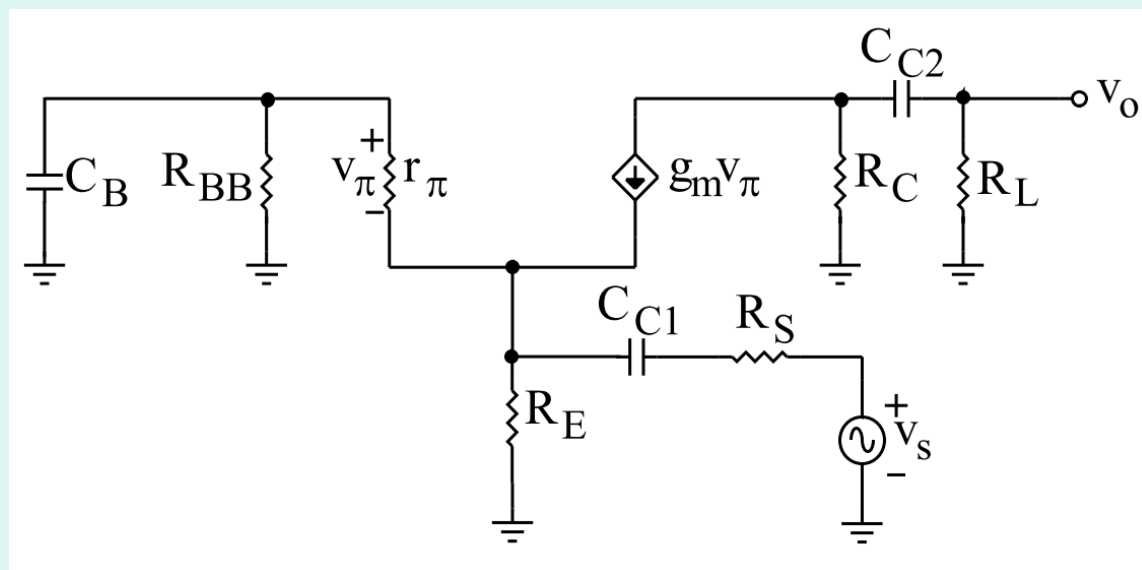 C_C2
v_o
C_B
R_BB
+
v_π
−
r_π
g_m v_π
R_C
R_L
C_C1
R_S
R_E
+
v_s
−